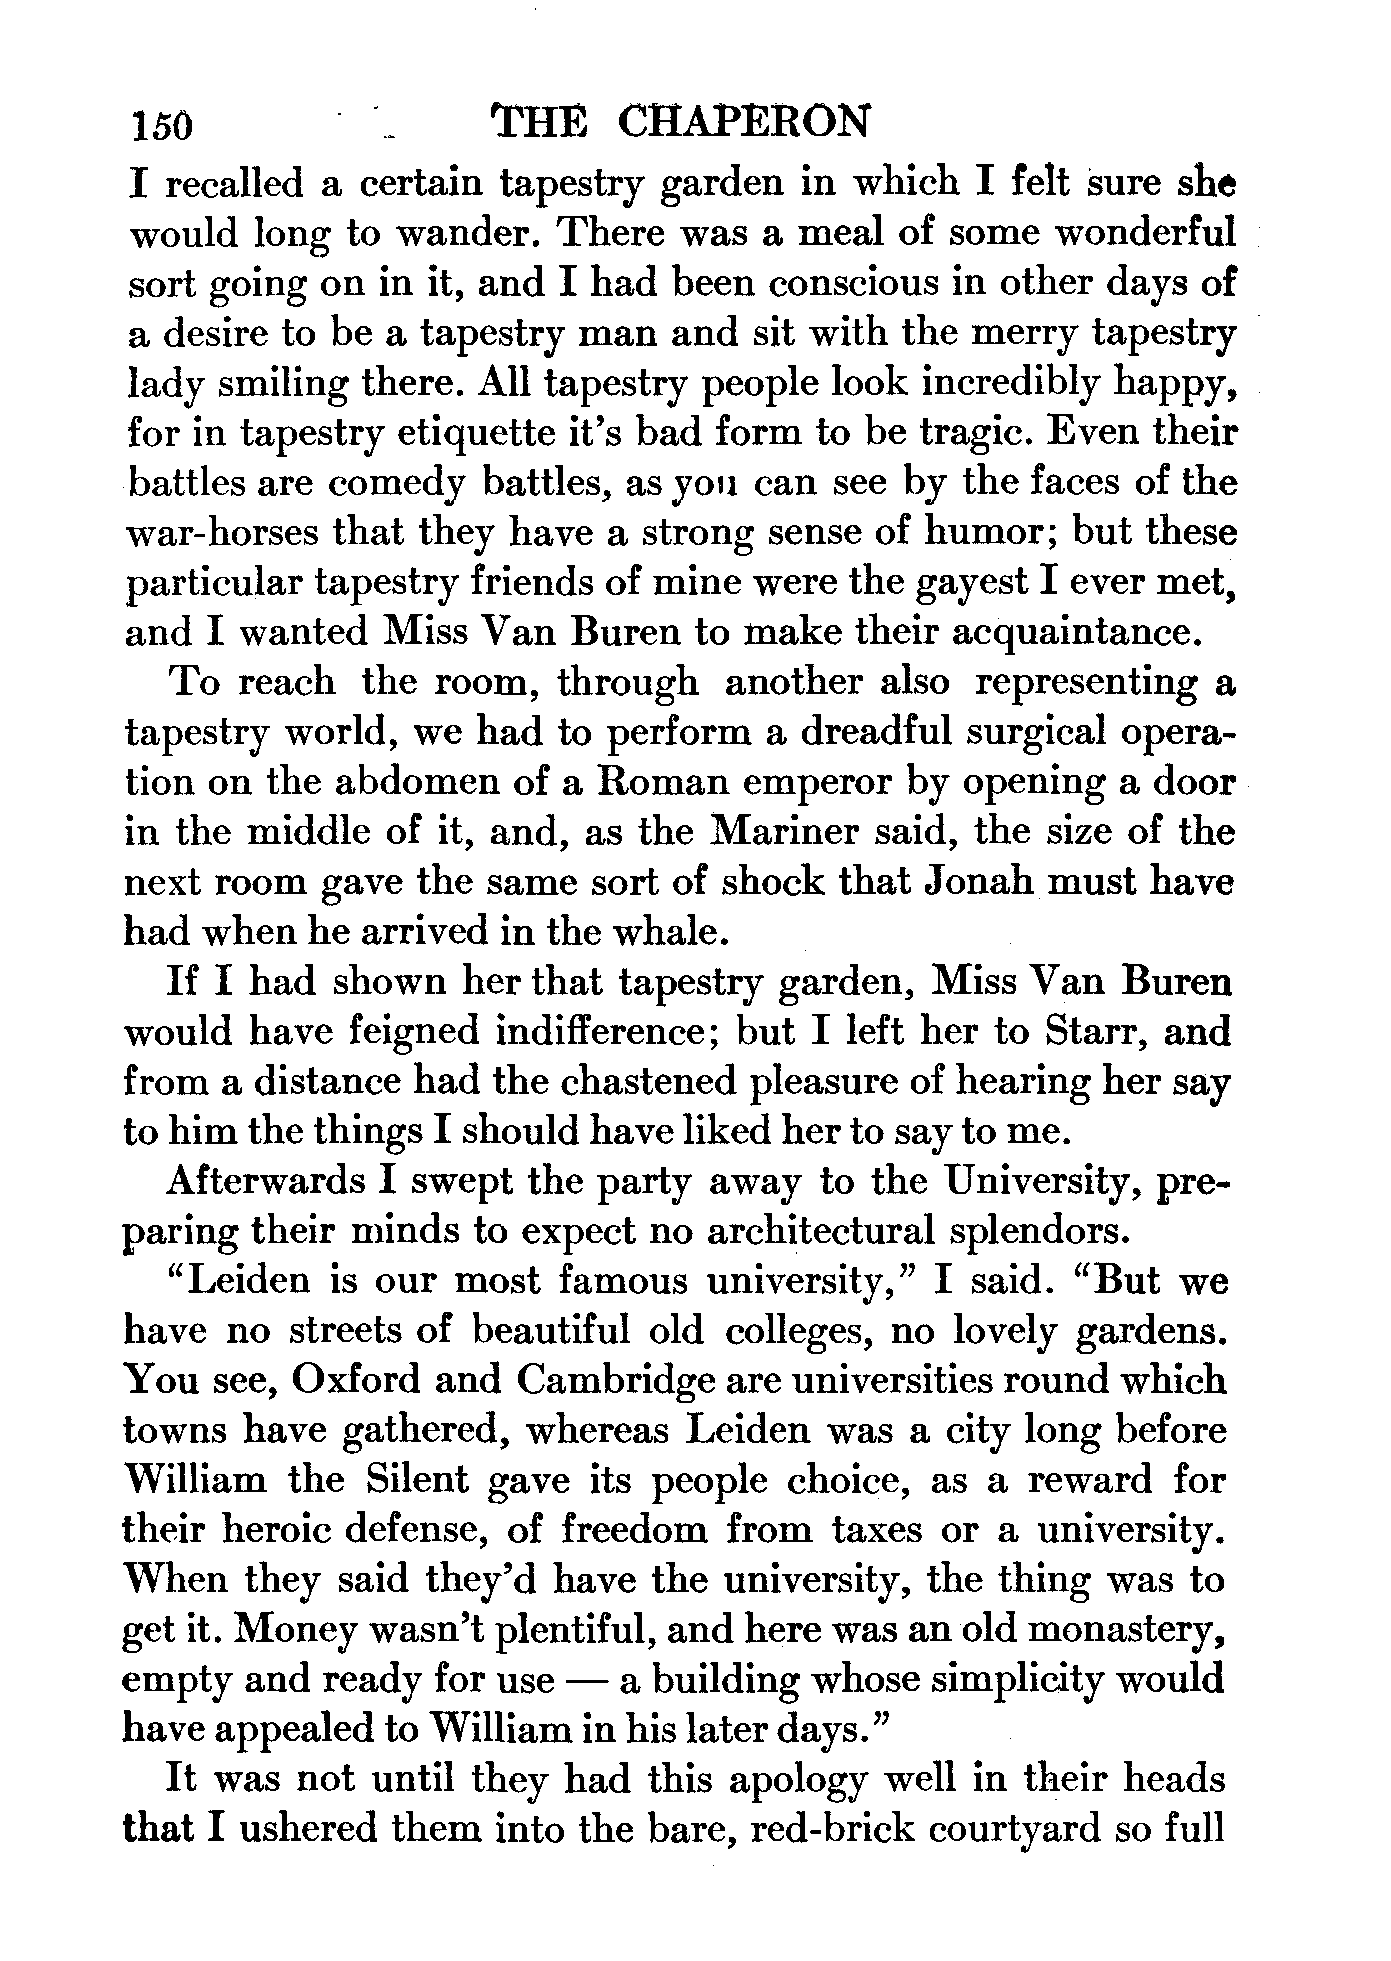 150 THE CHAPERON
I recalled a certain tapestry garden in which I felt sure she
would long to wander. There was a meal of some wonderful
sort going on in it, and I had been conscious in other days of
a desire to be a tapestry man and sit with the merry tapestry
lady smiling there. All tapestry people look incredibly happy,
for in tapestry etiquette it's bad form to be tragic. Even their
battles are comedy battles, as you can see by the faces of the
war-horses that they have a strong sense of humor; but these
particular tapestry friends of mine were the gayest I ever met,
and I wanted Miss Van Buren to make their acquaintance.
To reach the room, through another also representing a
tapestry world, we had to perform a dreadful surgical opera-
tion on the abdomen of a Roman emperor by opening a door
in the middle of it, and, as the Mariner said, the size of the
next room gave the same sort of shock that Jonah must have
had when he arrived in the whale.
If I had shown her that tapestry garden, Miss Van Buren
would have feigned indifference; but I left her to Starr, and
from a distance had the chastened pleasure of hearing her say
to him the things I should have liked her to say to me.
Afterwards I swept the party away to the University, pre-
paring their minds to expect no architectural splendors.
"Leiden is our most famous university," I said. "But we
have no streets of beautiful old colleges, no lovely gardens.
You see, Oxford and Cambridge are universities round which
towns have gathered, whereas Leiden was a city long before
William the Silent gave its people choice, as a reward for
their heroic defense, of freedom from taxes or a university.
When they said they'd have the university, the thing was to
get it. Money wasn't plentiful, and here was an old monastery,
empty and ready for use — a building whose simplicity would
have appealed to William in his later days."
It was not until they had this apology well in their heads
that I ushered them into the bare, red-brick courtyard so full